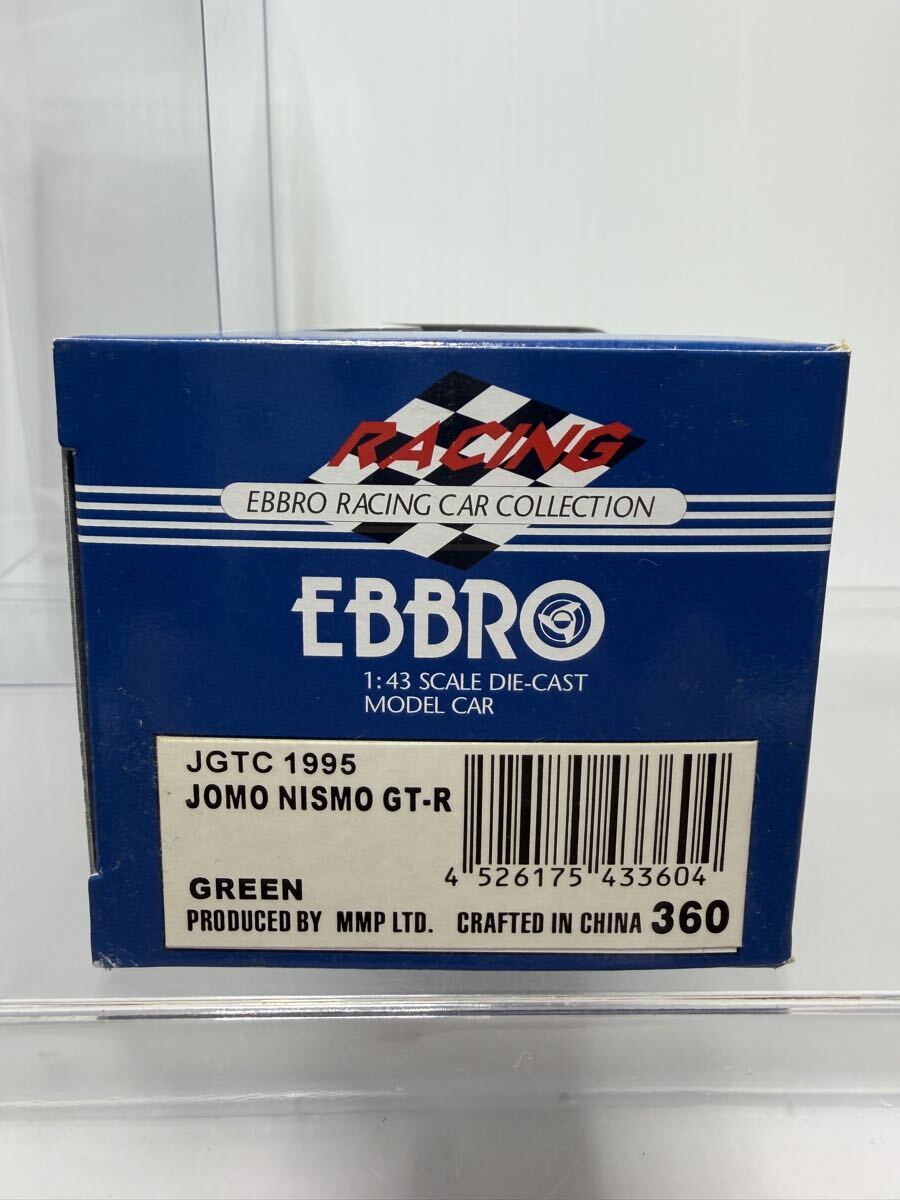 RACING
EBBRO RACING CAR COLLECTION
EBBRO
1:43 SCALE DIE-CAST
MODEL CAR
JGTC 1995
JOMO NISMO GT-R
4 526175 433604
GREEN
PRODUCED BY MMP LTD. CRAFTED IN CHINA 360